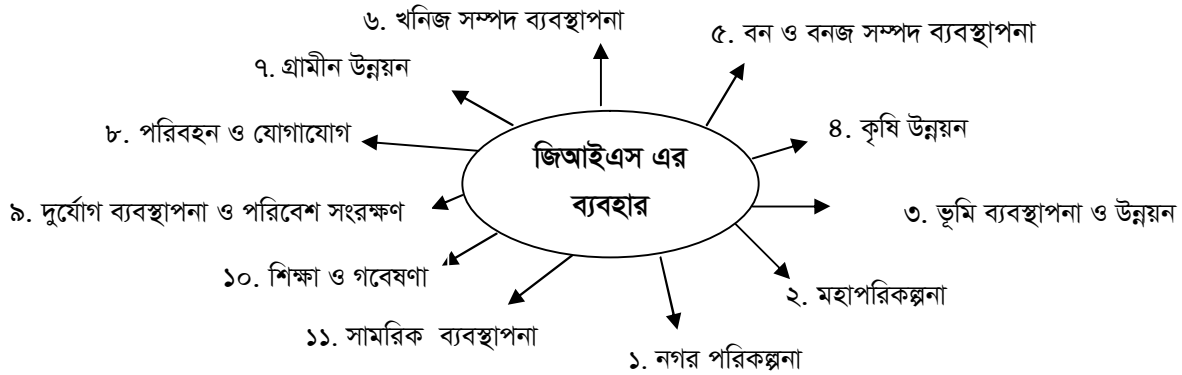 ৬. খনিজ সম্পদ ব্যবস্থাপনা
৫. বন ও বনজ সম্পদ ব্যবস্থাপনা
৭. গ্রামীন উন্নয়ন
৮. পরিবহন ও যোগাযোগ
৪. কৃষি উন্নয়ন
জিআইএস এর
ব্যবহার
৯. দুর্যোগ ব্যবস্থাপনা ও পরিবেশ সংরক্ষণ
৩. ভূমি ব্যবস্থাপনা ও উন্নয়ন
১০. শিক্ষা ও গবেষণা
২. মহাপরিকল্পনা
১১. সামরিক ব্যবস্থাপনা
১. নগর পরিকল্পনা